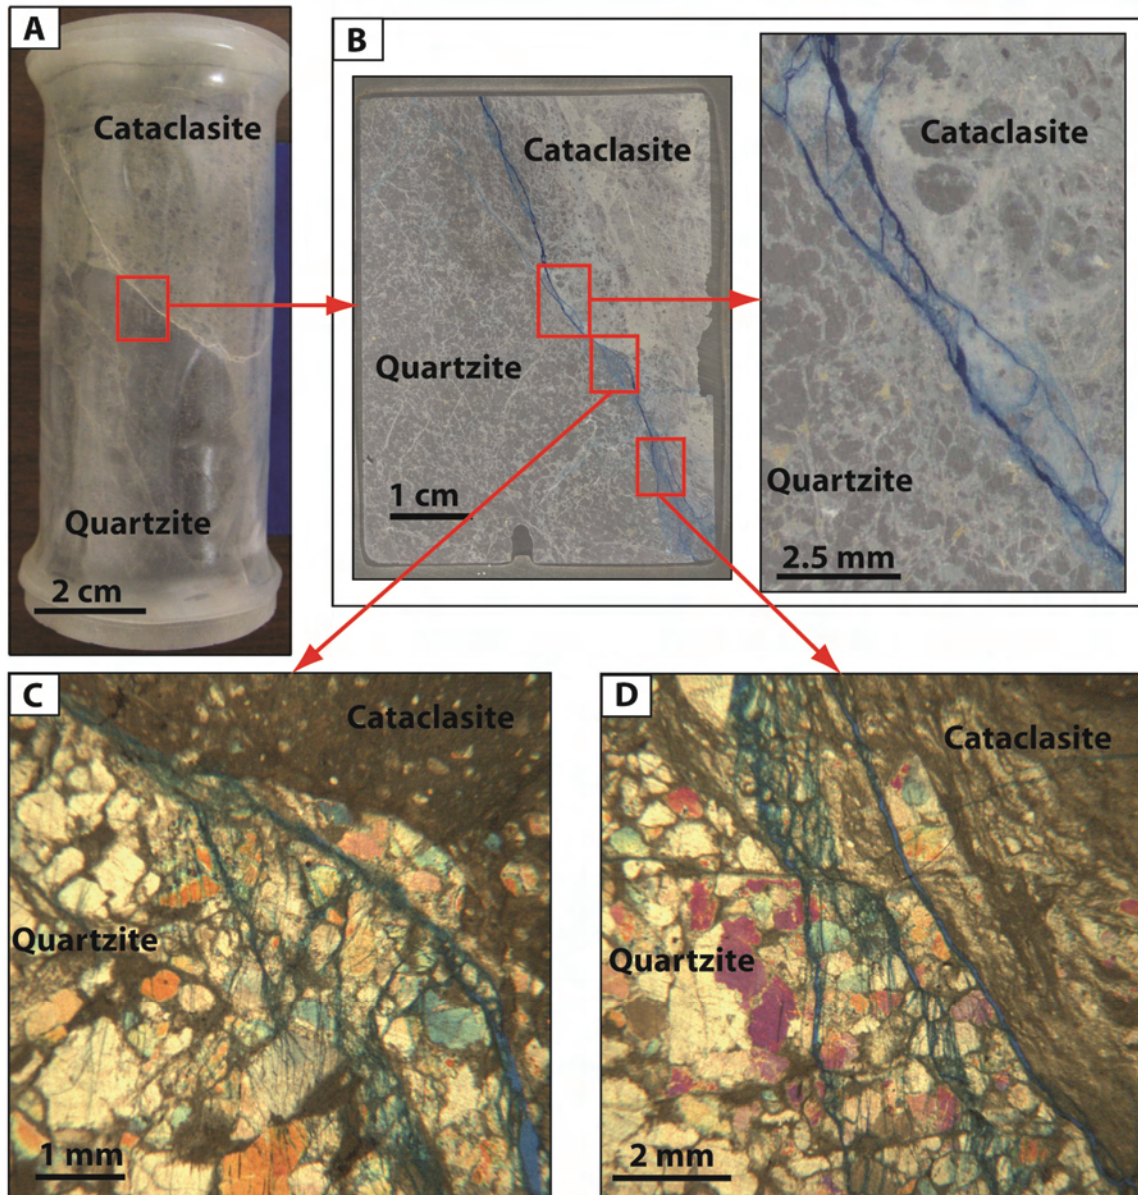 A
Cataclasite
Quartzite
2 cm
B
Cataclasite
Quartzite
1 cm
Cataclasite
Quartzite
2.5 mm
C
Cataclasite
Quartzite
1 mm
D
Cataclasite
Quartzite
2 mm